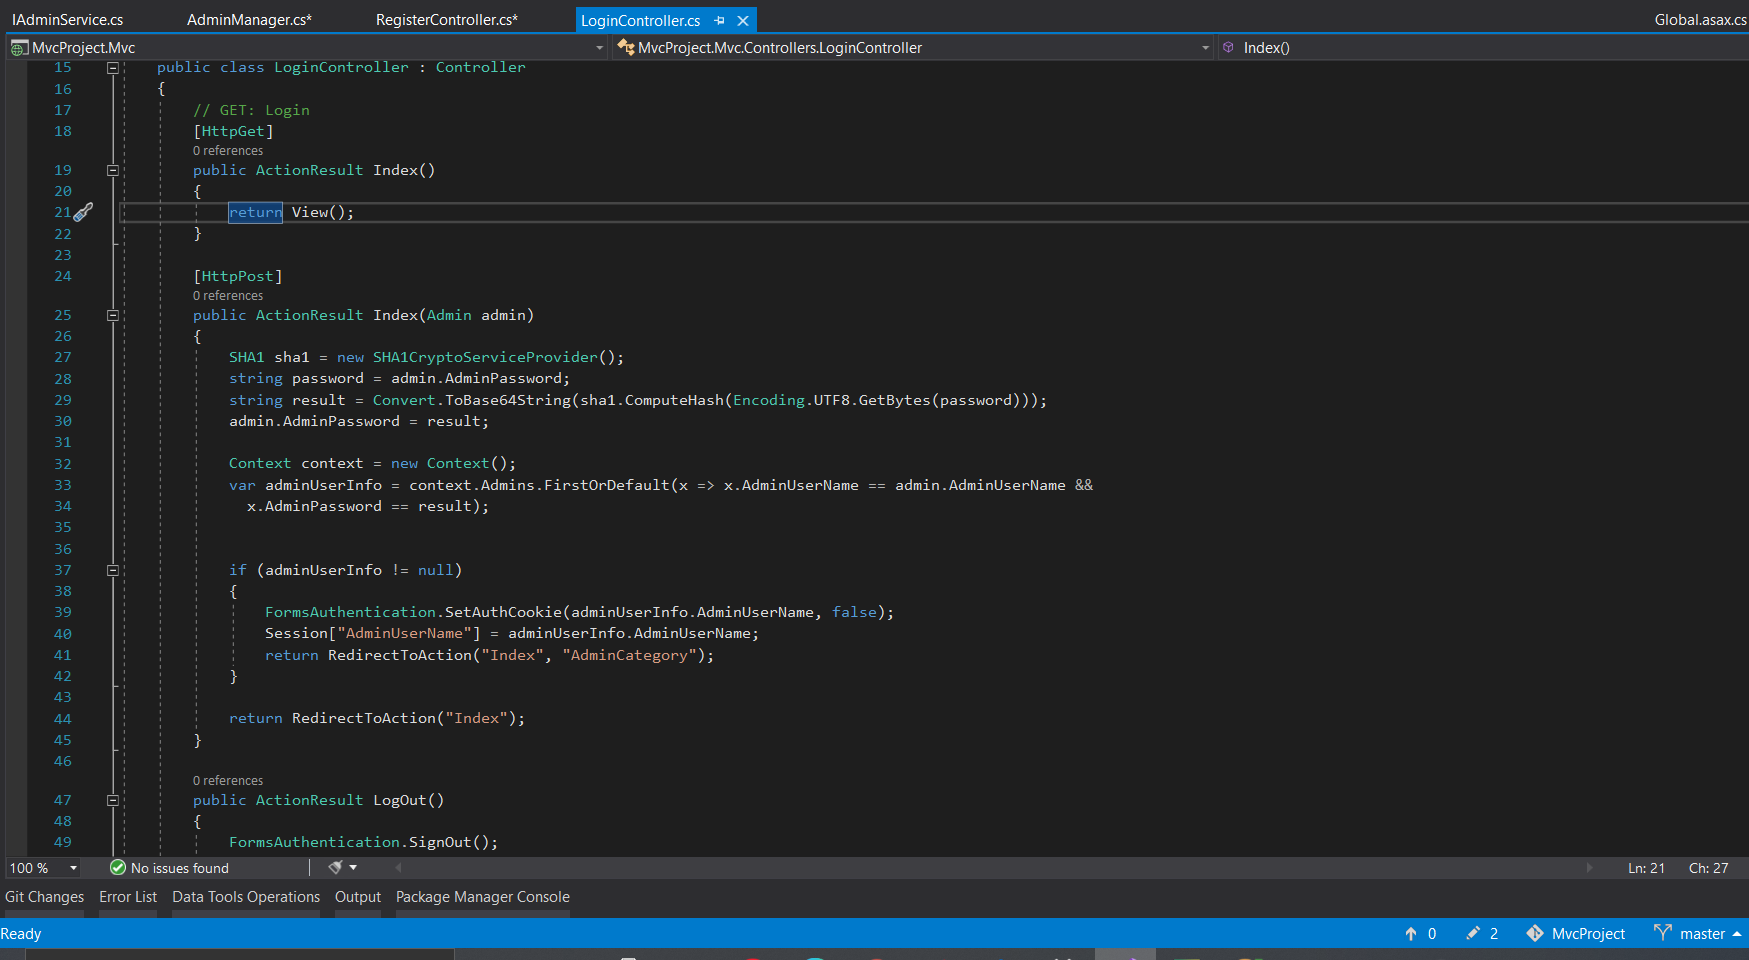 IAdminService.cs AdminManager.cs* RegisterController.cs* LoginController.cs Global.asax.cs
MvcProject.Mvc MvcProject.Mvc.Controllers.LoginController Index()
15 public class LoginController : Controller
16 {
17 // GET: Login
18 [HttpGet]
0 references
19 public ActionResult Index()
20 {
21 return View();
22 }
23
24 [HttpPost]
0 references
25 public ActionResult Index(Admin admin)
26 {
27 SHA1 sha1 = new SHA1CryptoServiceProvider();
28 string password = admin.AdminPassword;
29 string result = Convert.ToBase64String(sha1.ComputeHash(Encoding.UTF8.GetBytes(password)));
30 admin.AdminPassword = result;
31
32 Context context = new Context();
33 var adminUserInfo = context.Admins.FirstOrDefault(x => x.AdminUserName == admin.AdminUserName &&
34 x.AdminPassword == result);
35
36
37 if (adminUserInfo != null)
38 {
39 FormsAuthentication.SetAuthCookie(adminUserInfo.AdminUserName, false);
40 Session["AdminUserName"] = adminUserInfo.AdminUserName;
41 return RedirectToAction("Index", "AdminCategory");
42 }
43
44 return RedirectToAction("Index");
45 }
46
0 references
47 public ActionResult LogOut()
48 {
49 FormsAuthentication.SignOut();
100 % No issues found Ln: 21 Ch: 27
Git Changes Error List Data Tools Operations Output Package Manager Console
Ready 0 2 MvcProject master